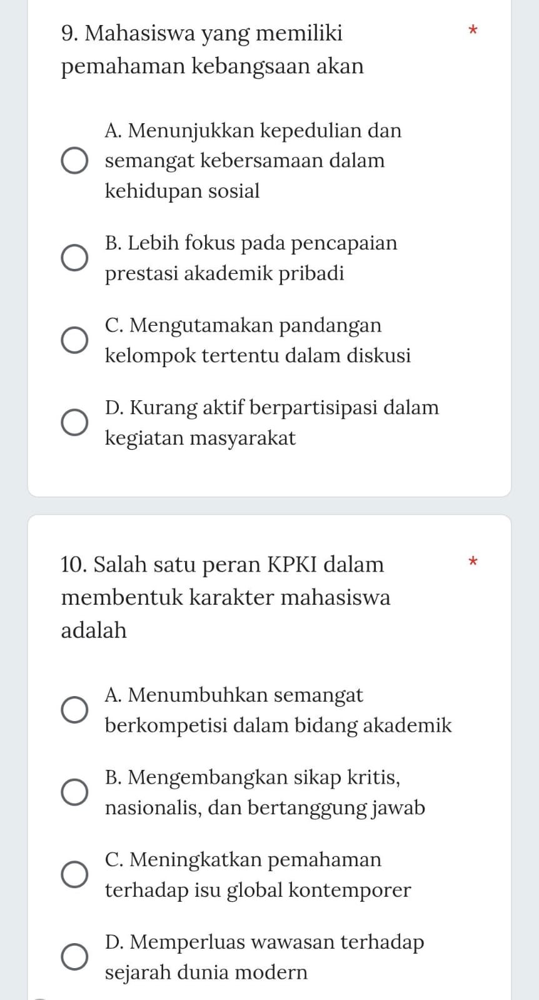 9. Mahasiswa yang memiliki *
pemahaman kebangsaan akan
A. Menunjukkan kepedulian dan
semangat kebersamaan dalam
kehidupan sosial
B. Lebih fokus pada pencapaian
prestasi akademik pribadi
C. Mengutamakan pandangan
kelompok tertentu dalam diskusi
D. Kurang aktif berpartisipasi dalam
kegiatan masyarakat
10. Salah satu peran KPKI dalam *
membentuk karakter mahasiswa
adalah
A. Menumbuhkan semangat
berkompetisi dalam bidang akademik
B. Mengembangkan sikap kritis,
nasionalis, dan bertanggung jawab
C. Meningkatkan pemahaman
terhadap isu global kontemporer
D. Memperluas wawasan terhadap
sejarah dunia modern